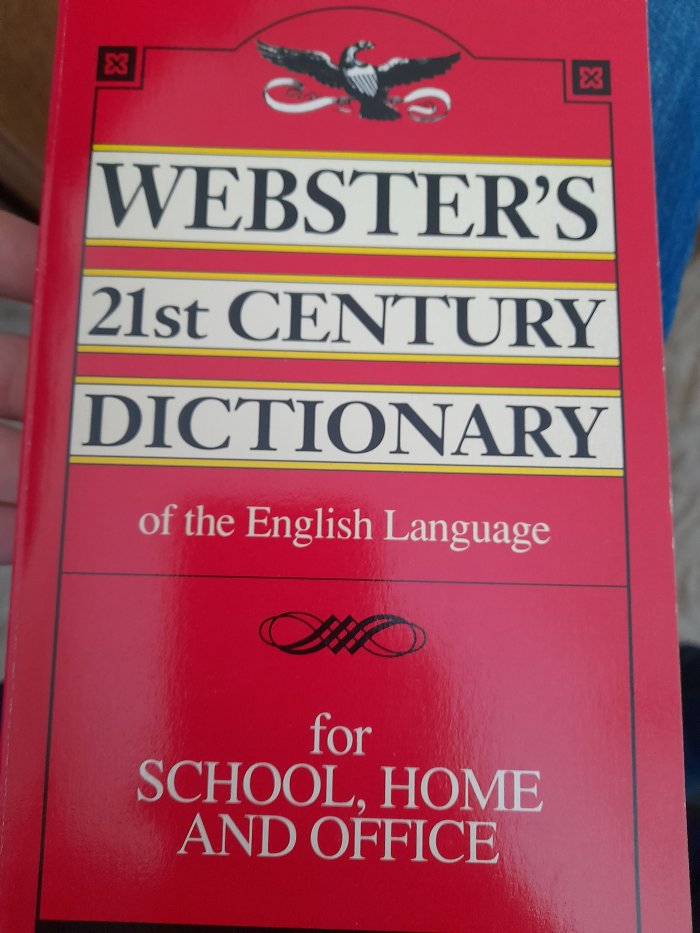 WEBSTER'S
21st CENTURY
DICTIONARY
of the English Language
for
SCHOOL, HOME
AND OFFICE